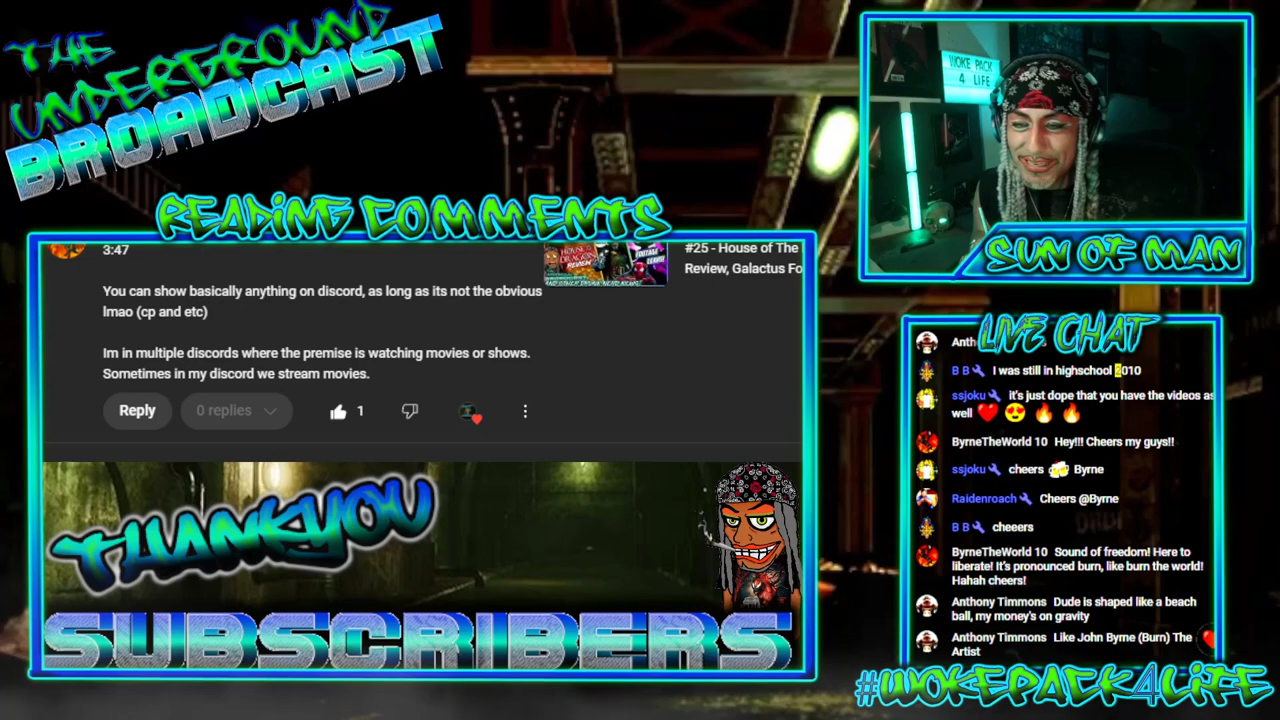 THE
UNDERGROUND
BROADCAST
READING COMMENTS
3:47
#25 - House of The
Review, Galactus Fo
HOUSE
DRAGON
REVIEW
You can show basically anything on discord, as long as its not the obvious
lmao (cp and etc)
Im in multiple discords where the premise is watching movies or shows.
Sometimes in my discord we stream movies.
Reply
0 replies
1
THANKYOU
SUBSCRIBERS
WOKE PACK
4 LIFE
SUN OF MAN
LIVE CHAT
Anth
B B I was still in highschool 2010
ssjoku it's just dope that you have the videos as
well
ByrneTheWorld 10 Hey!!! Cheers my guys!!
ssjoku cheers Byrne
Raidenroach Cheers @Byrne
B B cheeers
ByrneTheWorld 10 Sound of freedom! Here to
liberate! It's pronounced burn, like burn the world!
Hahah cheers!
Anthony Timmons Dude is shaped like a beach
ball, my money's on gravity
Anthony Timmons Like John Byrne (Burn) The
Artist
#WOKEPACK4LIFE